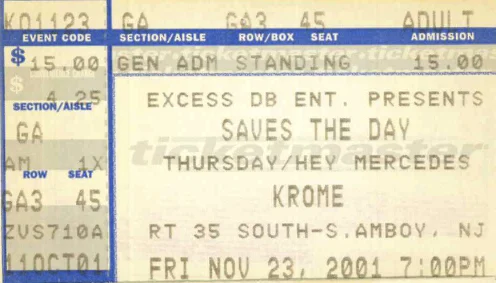 KD1123 GA GA3 45 ADULT
EVENT CODE SECTION/AISLE ROW/BOX SEAT ADMISSION
$ 15.00 GEN ADM STANDING 15.00
$ 4.25 EXCESS DB ENT. PRESENTS
SECTION/AISLE
GA SAVES THE DAY
ticketmaster
AM 1X THURSDAY/HEY MERCEDES
ROW SEAT
GA3 45 KROME
ZVS710A RT 35 SOUTH-S.AMBOY, NJ
11OCT01 FRI NOV 23, 2001 7:00PM